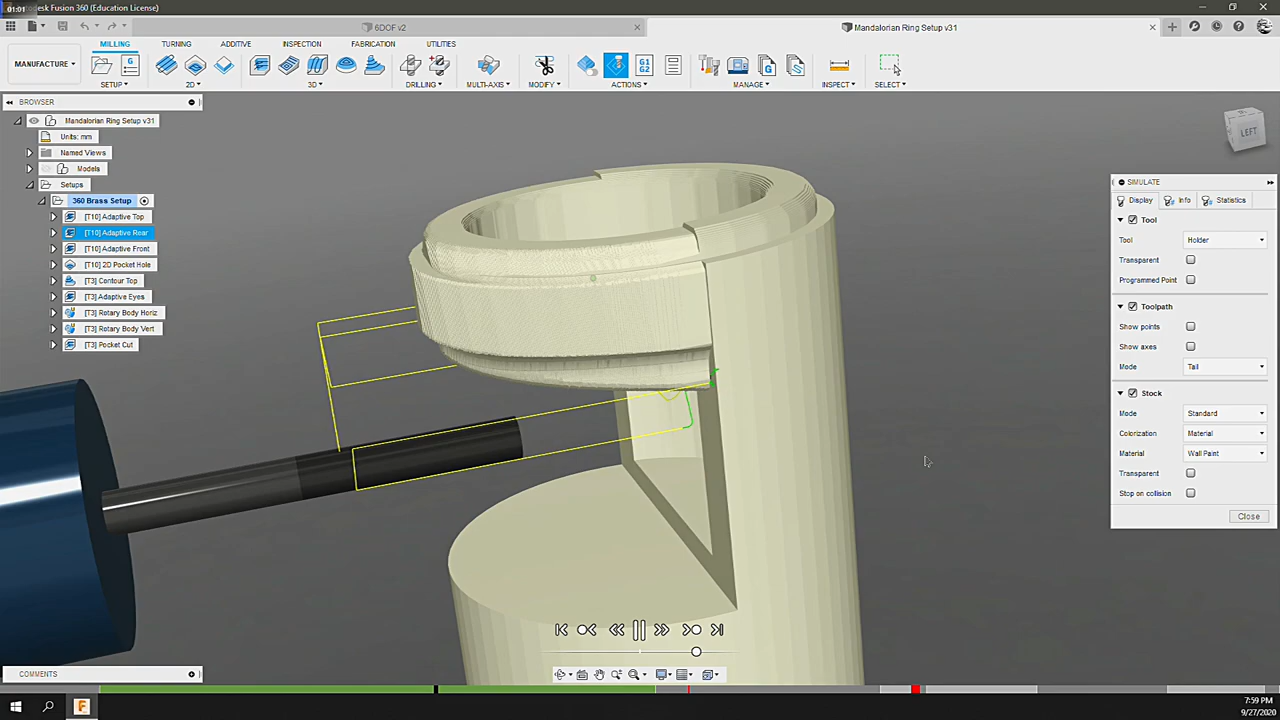 01:01
odesk Fusion 360 (Education License)
6DOF v2
Mandalorian Ring Setup v31
MILLING TURNING ADDITIVE INSPECTION FABRICATION UTILITIES
MANUFACTURE
G1
G2
SETUP 2D 3D DRILLING MULTI-AXIS MODIFY ACTIONS MANAGE INSPECT SELECT
BROWSER
Mandalorian Ring Setup v31
Units: mm
Named Views
Models
Setups
360 Brass Setup
[T10] Adaptive Top
[T10] Adaptive Rear
[T10] Adaptive Front
[T10] 2D Pocket Hole
[T3] Contour Top
[T3] Adaptive Eyes
[T3] Rotary Body Horiz
[T3] Rotary Body Vert
[T3] Pocket Cut
LEFT
SIMULATE
Display Info Statistics
Tool
Tool Holder
Transparent
Programmed Point
Toolpath
Show points
Show axes
Mode Tail
Stock
Mode Standard
Colorization Material
Material Wall Paint
Transparent
Stop on collision
Close
COMMENTS
7:59 PM
9/27/2020